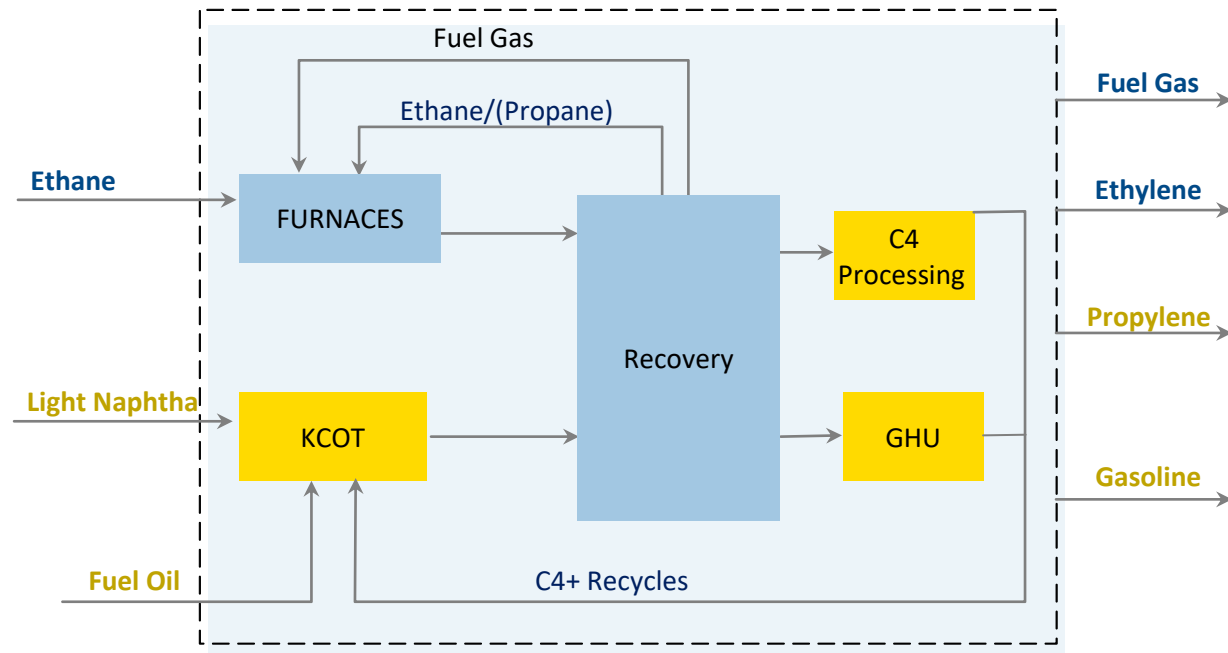 Fuel Gas
Fuel Gas
Ethane/(Propane)
Ethane
Ethylene
FURNACES
C4
Processing
Propylene
Recovery
Light Naphtha
KCOT
GHU
Gasoline
Fuel Oil
C4+ Recycles